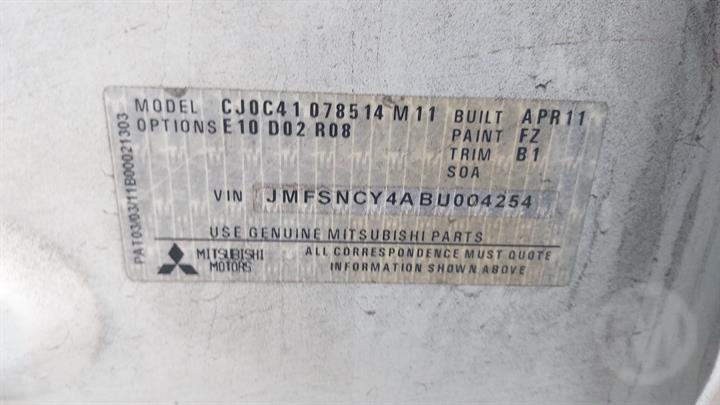 MODEL CJ0C41 078514 M11 BUILT APR11
OPTIONS E10 D02 R08 PAINT FZ
TRIM B1
SOA
VIN JMFSNCY4ABU004254
USE GENUINE MITSUBISHI PARTS
MITSUBISHI MOTORS
ALL CORRESPONDENCE MUST QUOTE
INFORMATION SHOWN ABOVE
PAT03/03/11B00021303